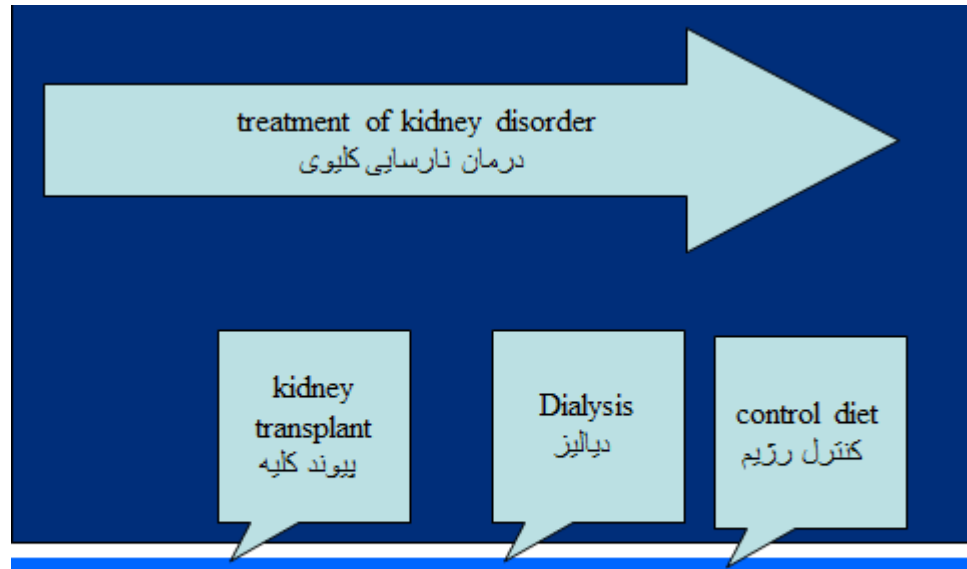 treatment of kidney disorder
درمان نارسایی کلیوی
kidney
transplant
پیوند کلیه
Dialysis
دیالیز
control diet
کنترل رژیم